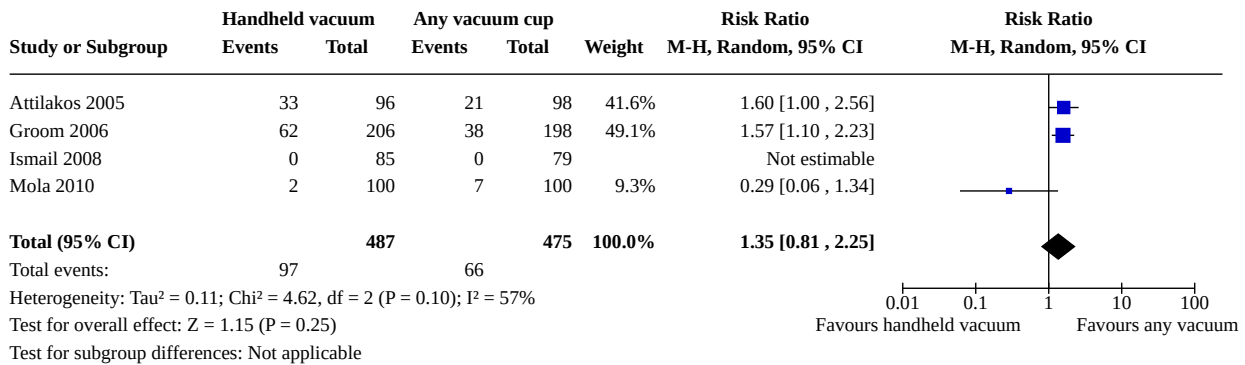 Handheld vacuum Any vacuum cup Risk Ratio Risk Ratio
Study or Subgroup Events Total Events Total Weight M-H, Random, 95% CI M-H, Random, 95% CI
Attilakos 2005 33 96 21 98 41.6% 1.60 [1.00 , 2.56]
Groom 2006 62 206 38 198 49.1% 1.57 [1.10 , 2.23]
Ismail 2008 0 85 0 79 Not estimable
Mola 2010 2 100 7 100 9.3% 0.29 [0.06 , 1.34]
Total (95% CI) 487 475 100.0% 1.35 [0.81 , 2.25]
Total events: 97 66
Heterogeneity: Tau² = 0.11; Chi² = 4.62, df = 2 (P = 0.10); I² = 57%
0.01 0.1 1 10 100
Test for overall effect: Z = 1.15 (P = 0.25) Favours handheld vacuum Favours any vacuum
Test for subgroup differences: Not applicable